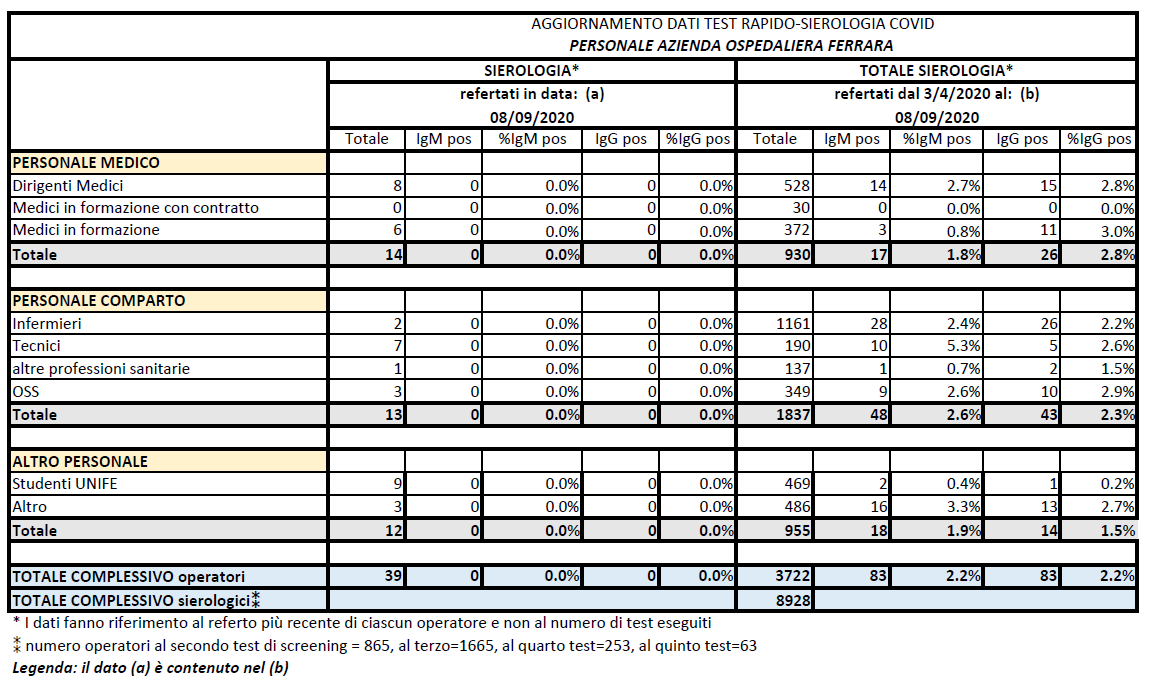 AGGIORNAMENTO DATI TEST RAPIDO-SIEROLOGIA COVID
PERSONALE AZIENDA OSPEDALIERA FERRARA
SIEROLOGIA* TOTALE SIEROLOGIA*
refertati in data: (a) refertati dal 3/4/2020 al: (b)
08/09/2020 08/09/2020
Totale IgM pos %IgM pos IgG pos %IgG pos Totale IgM pos %IgM pos IgG pos %IgG pos
PERSONALE MEDICO
Dirigenti Medici 8 0 0.0% 0 0.0% 528 14 2.7% 15 2.8%
Medici in formazione con contratto 0 0 0.0% 0 0.0% 30 0 0.0% 0 0.0%
Medici in formazione 6 0 0.0% 0 0.0% 372 3 0.8% 11 3.0%
Totale 14 0 0.0% 0 0.0% 930 17 1.8% 26 2.8%
PERSONALE COMPARTO
Infermieri 2 0 0.0% 0 0.0% 1161 28 2.4% 26 2.2%
Tecnici 7 0 0.0% 0 0.0% 190 10 5.3% 5 2.6%
altre professioni sanitarie 1 0 0.0% 0 0.0% 137 1 0.7% 2 1.5%
OSS 3 0 0.0% 0 0.0% 349 9 2.6% 10 2.9%
Totale 13 0 0.0% 0 0.0% 1837 48 2.6% 43 2.3%
ALTRO PERSONALE
Studenti UNIFE 9 0 0.0% 0 0.0% 469 2 0.4% 1 0.2%
Altro 3 0 0.0% 0 0.0% 486 16 3.3% 13 2.7%
Totale 12 0 0.0% 0 0.0% 955 18 1.9% 14 1.5%
TOTALE COMPLESSIVO operatori 39 0 0.0% 0 0.0% 3722 83 2.2% 83 2.2%
TOTALE COMPLESSIVO sierologici⁑ 8928
* I dati fanno riferimento al referto più recente di ciascun operatore e non al numero di test eseguiti
⁑ numero operatori al secondo test di screening = 865, al terzo=1665, al quarto test=253, al quinto test=63
Legenda: il dato (a) è contenuto nel (b)